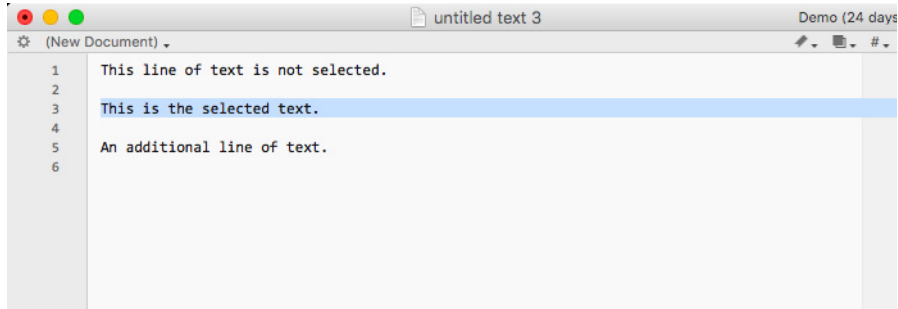 untitled text 3
Demo (24 days
(New Document)
#
1 This line of text is not selected.
2
3 This is the selected text.
4
5 An additional line of text.
6